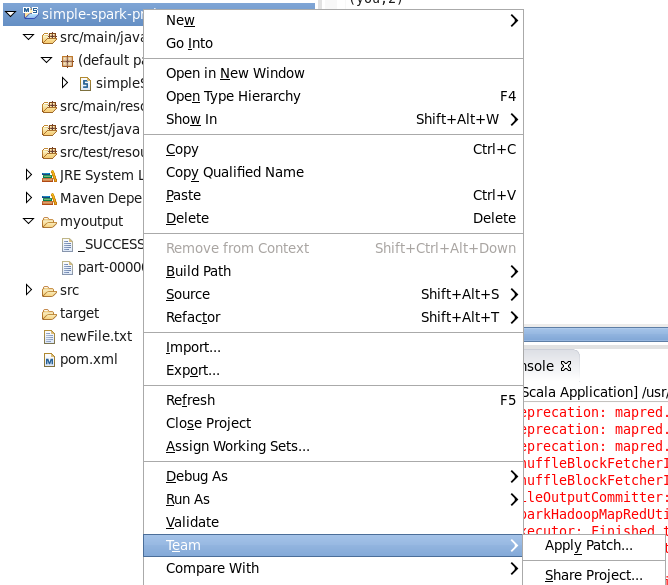 (you,2)
simple-spark-pr
src/main/java
(default pa
simpleS
src/main/reso
src/test/java
src/test/resou
JRE System L
Maven Depe
myoutput
_SUCCESS
part-00000
src
target
newFile.txt
pom.xml
New
Go Into
Open in New Window
Open Type Hierarchy F4
Show In Shift+Alt+W
Copy Ctrl+C
Copy Qualified Name
Paste Ctrl+V
Delete Delete
Remove from Context Shift+Ctrl+Alt+Down
Build Path
Source Shift+Alt+S
Refactor Shift+Alt+T
Import...
Export...
Refresh F5
Close Project
Assign Working Sets...
Debug As
Run As
Validate
Team
Compare With
Apply Patch...
Share Project...
nsole
Scala Application] /usr/
eprecation: mapred.
eprecation: mapred.
eprecation: mapred.
uffleBlockFetcherI
uffleBlockFetcherI
leOutputCommitter:
arkHadoopMapRedUti
xecutor: Finished t